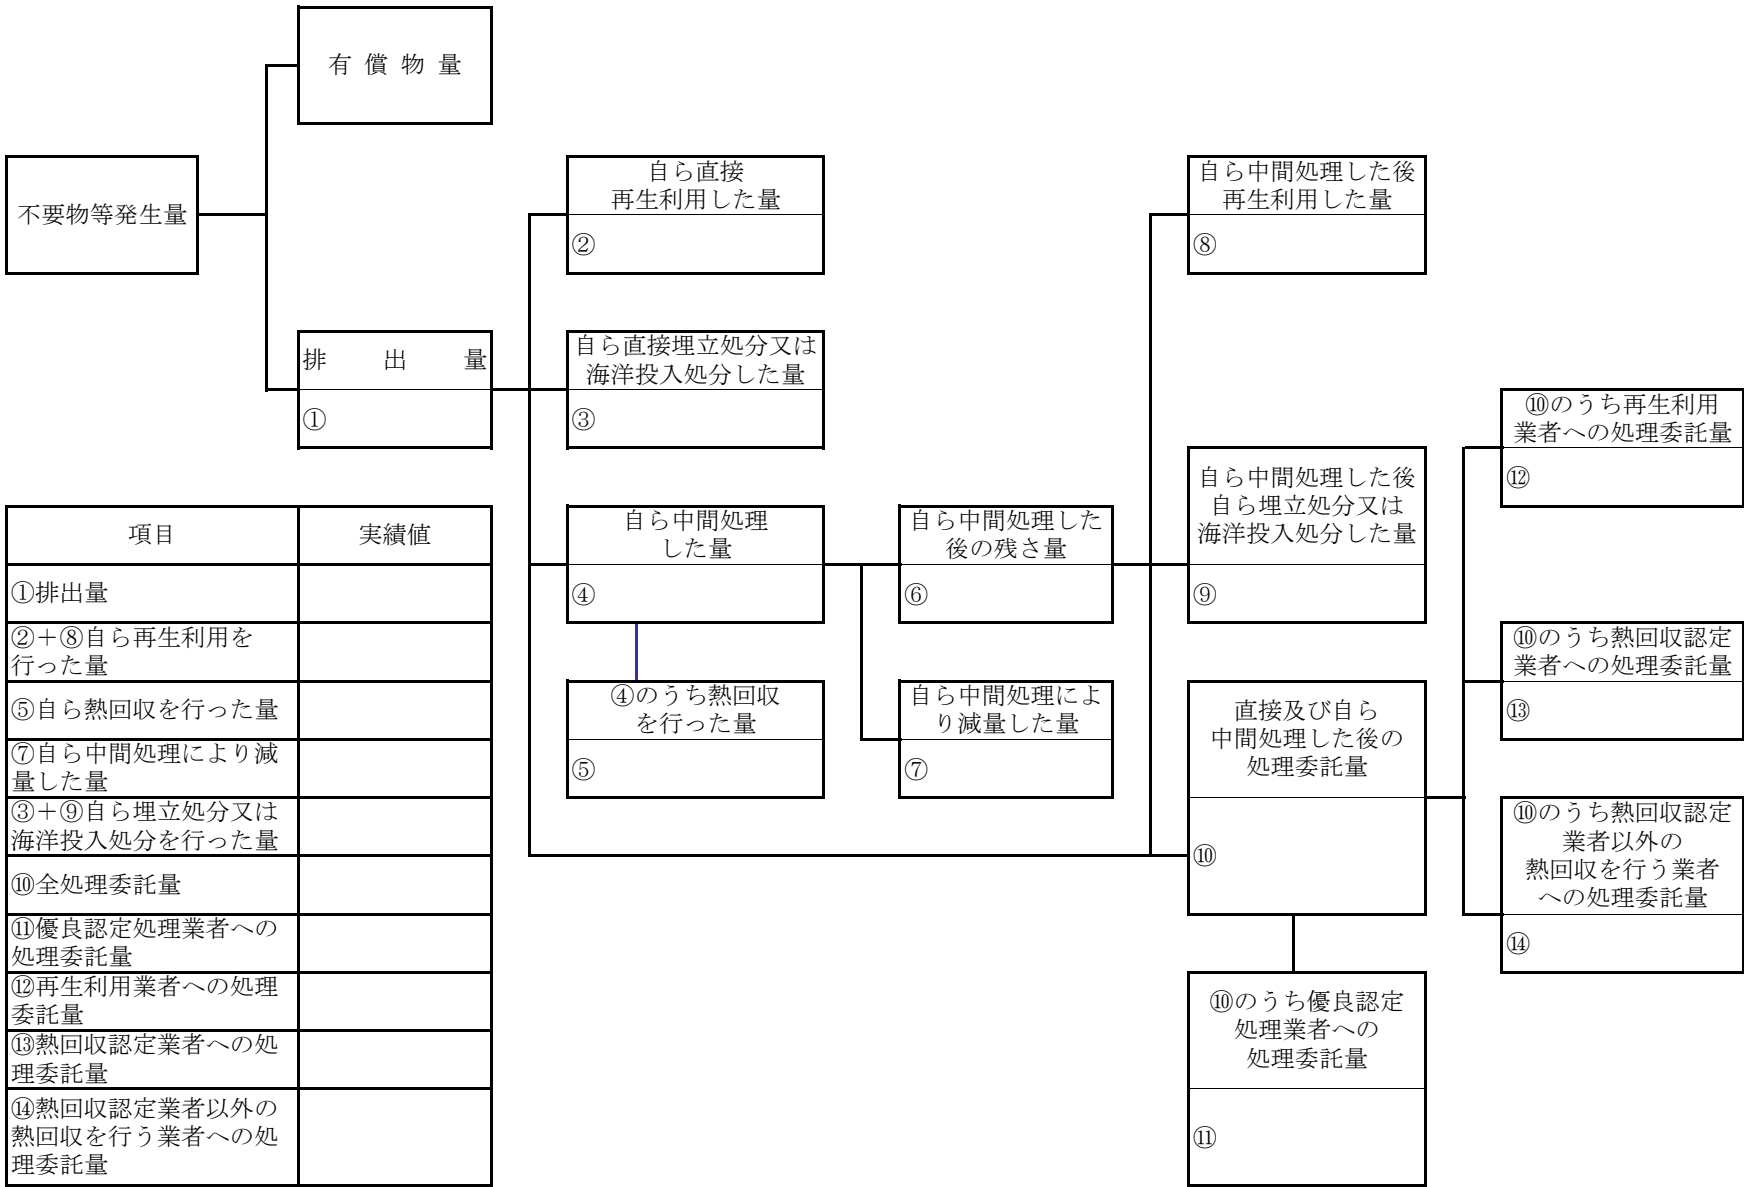 有償物量
不要物等発生量
自ら直接
再生利用した量
②
自ら中間処理した後
再生利用した量
⑧
排出量
①
自ら直接埋立処分又は
海洋投入処分した量
③
⑩のうち再生利用
業者への処理委託量
⑫
自ら中間処理
した量
④
自ら中間処理した
後の残さ量
⑥
自ら中間処理した後
自ら埋立処分又は
海洋投入処分した量
⑨
⑩のうち熱回収認定
業者への処理委託量
⑬
④のうち熱回収
を行った量
⑤
自ら中間処理によ
り減量した量
⑦
直接及び自ら
中間処理した後の
処理委託量
⑩
⑩のうち熱回収認定
業者以外の
熱回収を行う業者
への処理委託量
⑭
⑩のうち優良認定
処理業者への
処理委託量
⑪
項目 実績値
①排出量
②＋⑧自ら再生利用を
行った量
⑤自ら熱回収を行った量
⑦自ら中間処理により減
量した量
③＋⑨自ら埋立処分又は
海洋投入処分を行った量
⑩全処理委託量
⑪優良認定処理業者への
処理委託量
⑫再生利用業者への処理
委託量
⑬熱回収認定業者への処
理委託量
⑭熱回収認定業者以外の
熱回収を行う業者への処
理委託量